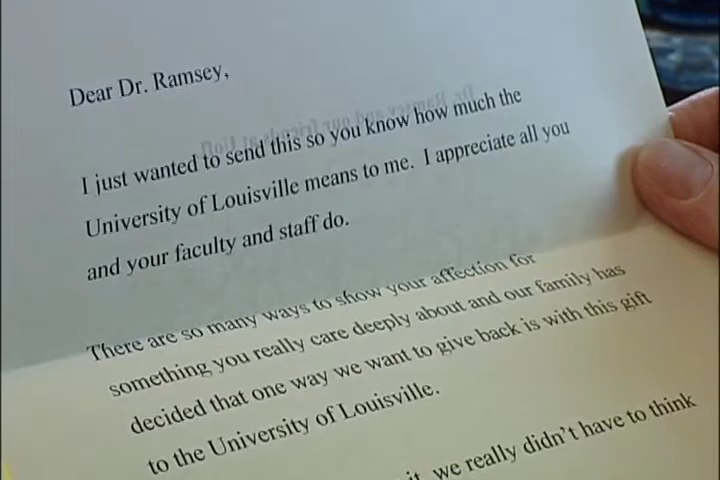 Dear Dr. Ramsey,
I just wanted to send this so you know how much the
University of Louisville means to me. I appreciate all you
and your faculty and staff do.
There are so many ways to show your affection for
something you really care deeply about and our family has
decided that one way we want to give back is with this gift
to the University of Louisville.
it, we really didn't have to think